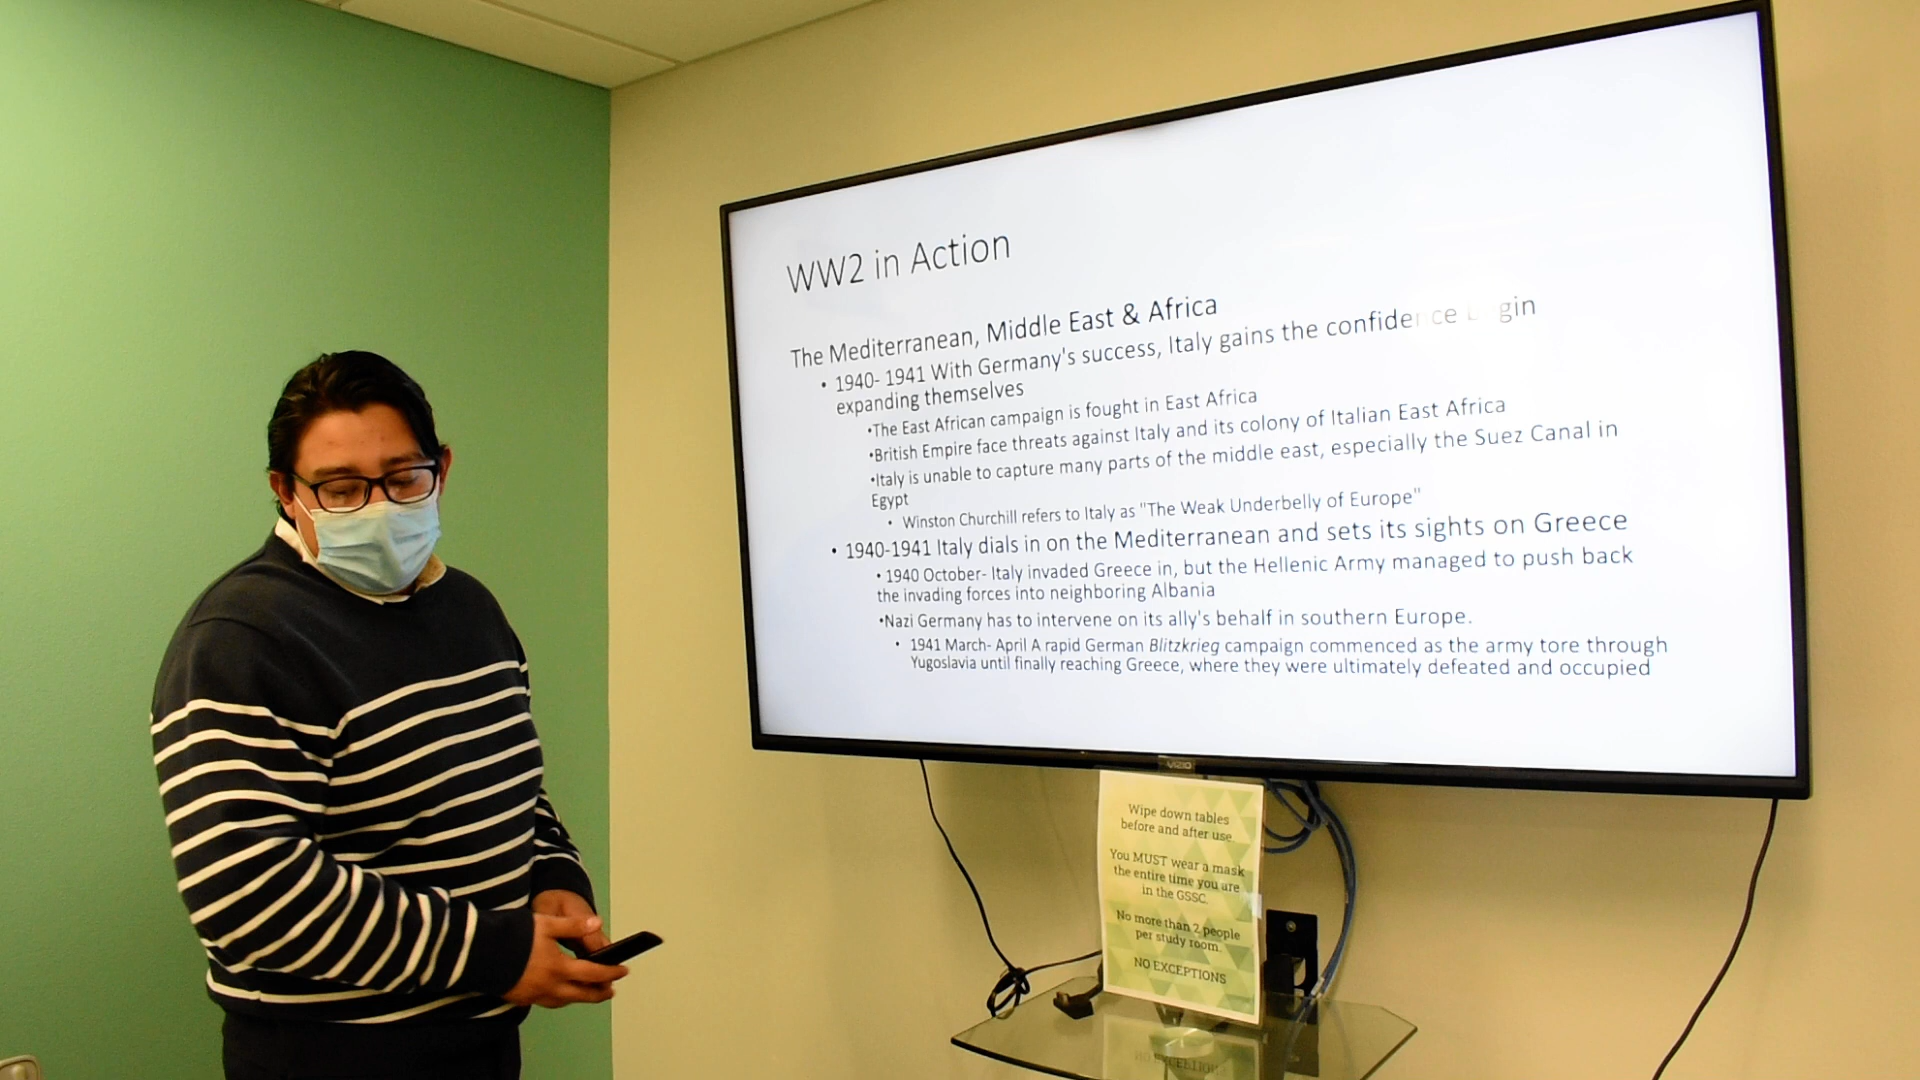 WW2 in Action
The Mediterranean, Middle East & Africa
• 1940- 1941 With Germany's success, Italy gains the confidence
expanding themselves
•The East African campaign is fought in East Africa
•British Empire face threats against Italy and its colony of Italian East Africa
•Italy is unable to capture many parts of the middle east, especially the Suez Canal in
Egypt
• Winston Churchill refers to Italy as "The Weak Underbelly of Europe"
• 1940-1941 Italy dials in on the Mediterranean and sets its sights on Greece
• 1940 October- Italy invaded Greece in, but the Hellenic Army managed to push back
the invading forces into neighboring Albania
•Nazi Germany has to intervene on its ally's behalf in southern Europe.
• 1941 March- April A rapid German Blitzkrieg campaign commenced as the army tore through
Yugoslavia until finally reaching Greece, where they were ultimately defeated and occupied
VIZIO
Wipe down tables
before and after use.
You MUST wear a mask
the entire time you are
in the GSSC.
No more than 2 people
per study room.
NO EXCEPTIONS